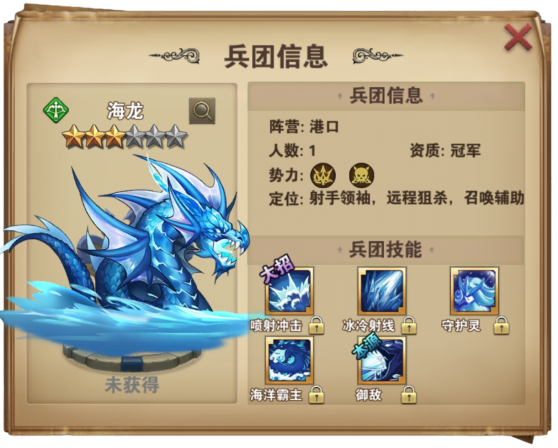 兵团信息
海龙
未获得
兵团信息
阵营: 港口
人数: 1
资质: 冠军
势力:
定位: 射手领袖, 远程狙杀, 召唤辅助
兵团技能
大招
喷射冲击
冰冷射线
守护灵
海洋霸主
御敌